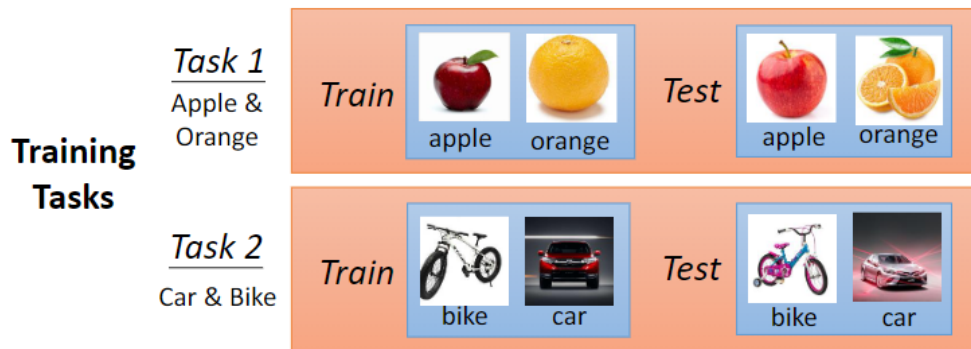 Training
Tasks
Task 1
Apple &
Orange
Train
apple
orange
Test
apple
orange
Task 2
Car & Bike
Train
bike
car
Test
bike
car